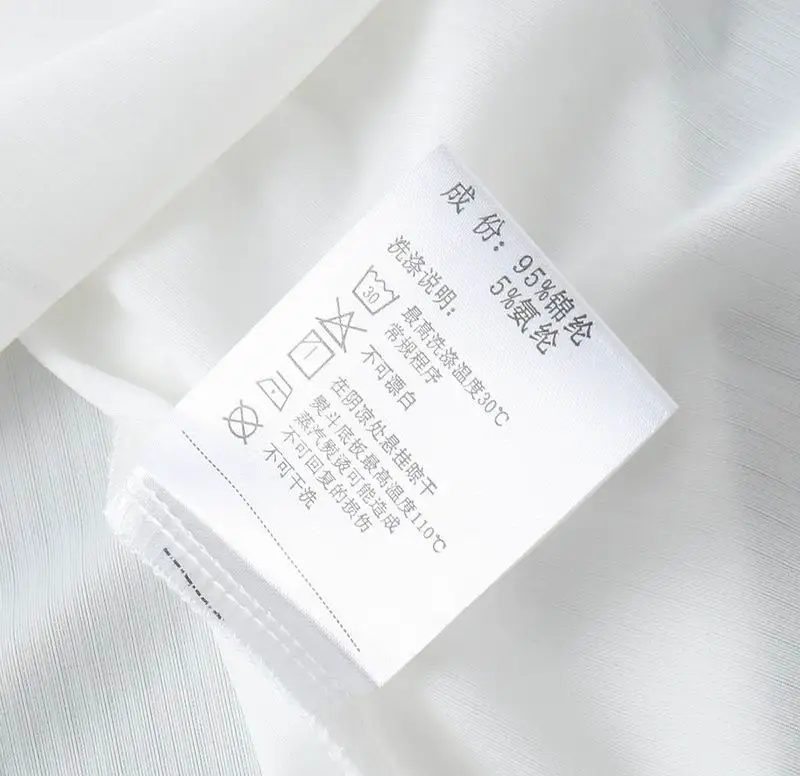 成 份: 95%锦纶
5%氨纶
洗涤说明:
30
最高洗涤温度30℃
常规程序
不可漂白
在阴凉处悬挂晾干
熨斗底板最高温度110℃
蒸汽熨烫可能造成
不可回复的损伤
不可干洗